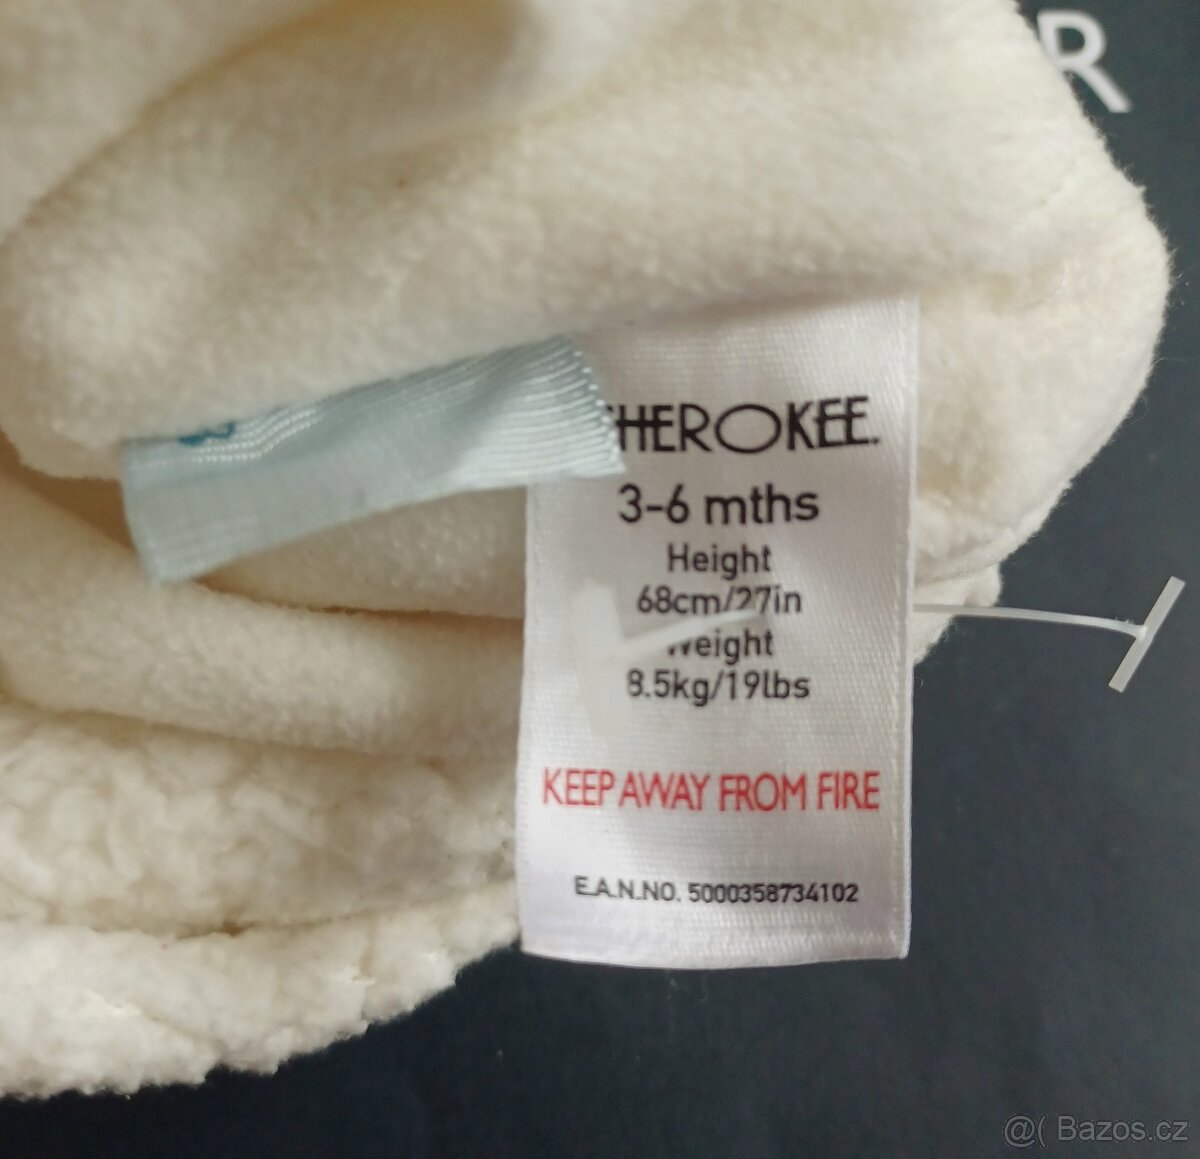 R
HEROKEE.
3-6 mths
Height
68cm/27in
Weight
8.5kg/19lbs
KEEP AWAY FROM FIRE
E.A.N.NO. 5000358734102
@( Bazos.cz